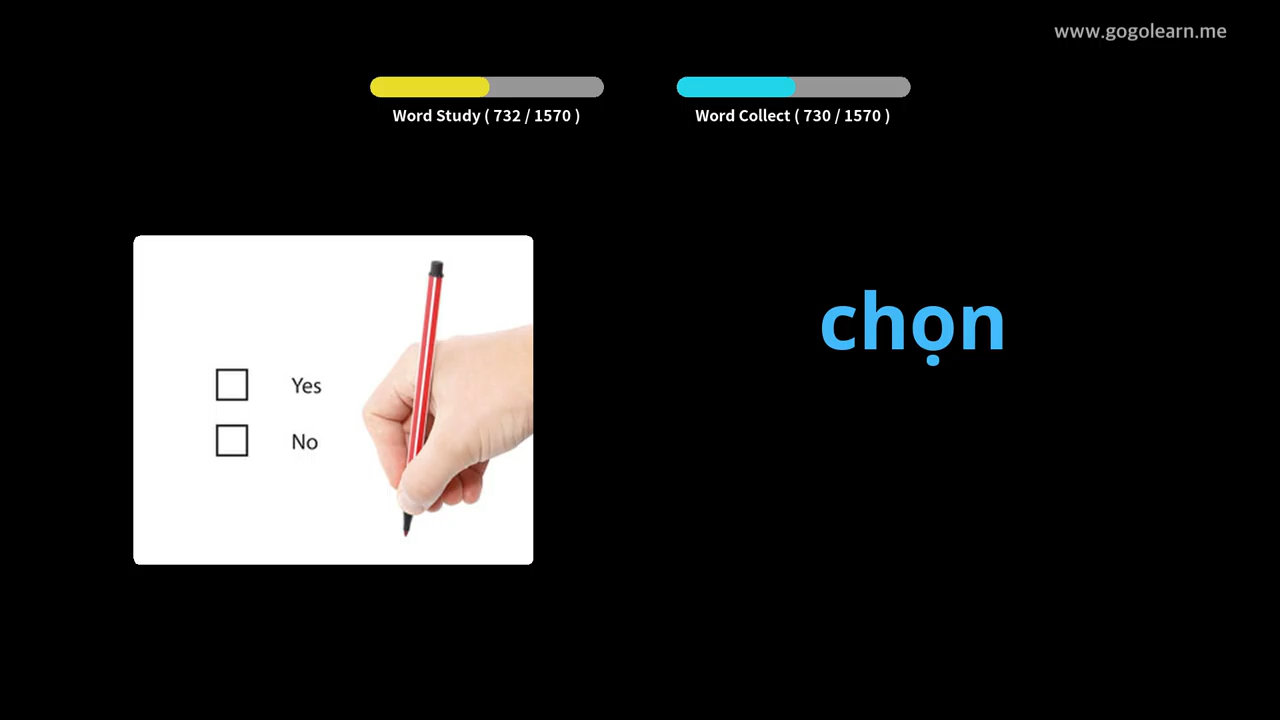 www.gogolearn.me
Word Study ( 732 / 1570 )
Word Collect ( 730 / 1570 )
chọn
Yes
No